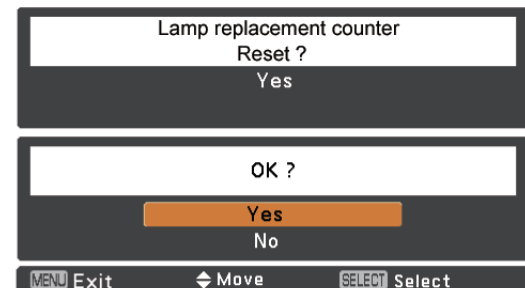 Lamp replacement counter
Reset ?
Yes
OK ?
Yes
No
MENU Exit Move SELECT Select